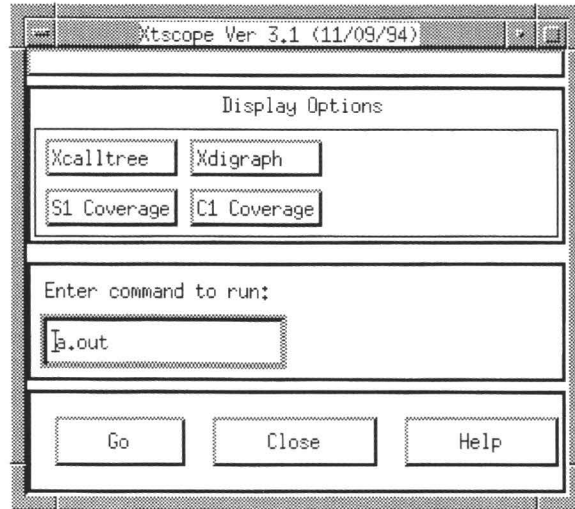 Xtscope Ver 3.1 (11/09/94)
Display Options
Xcalltree Xdigraph
S1 Coverage C1 Coverage
Enter command to run:
a.out
Go Close Help